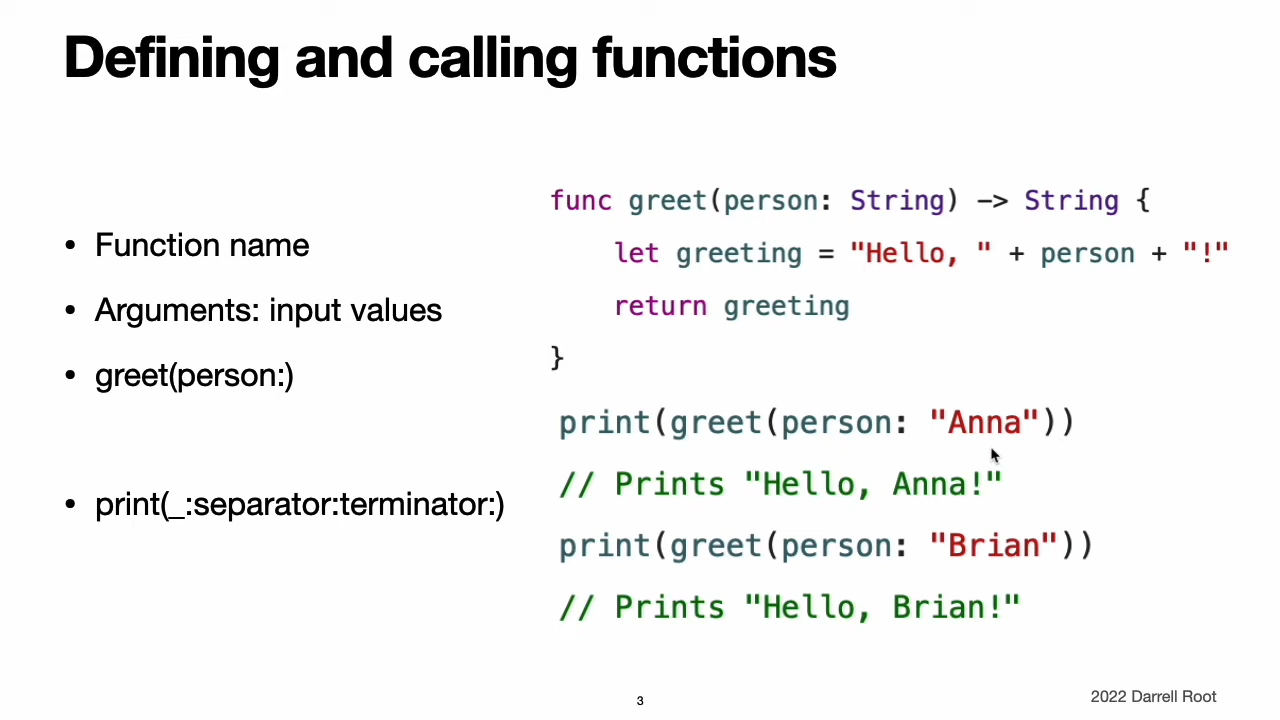 Defining and calling functions
• Function name
• Arguments: input values
• greet(person:)
• print(_:separator:terminator:)
func greet(person: String) -> String {
    let greeting = "Hello, " + person + "!"
    return greeting
}
print(greet(person: "Anna"))
// Prints "Hello, Anna!"
print(greet(person: "Brian"))
// Prints "Hello, Brian!"
3
2022 Darrell Root